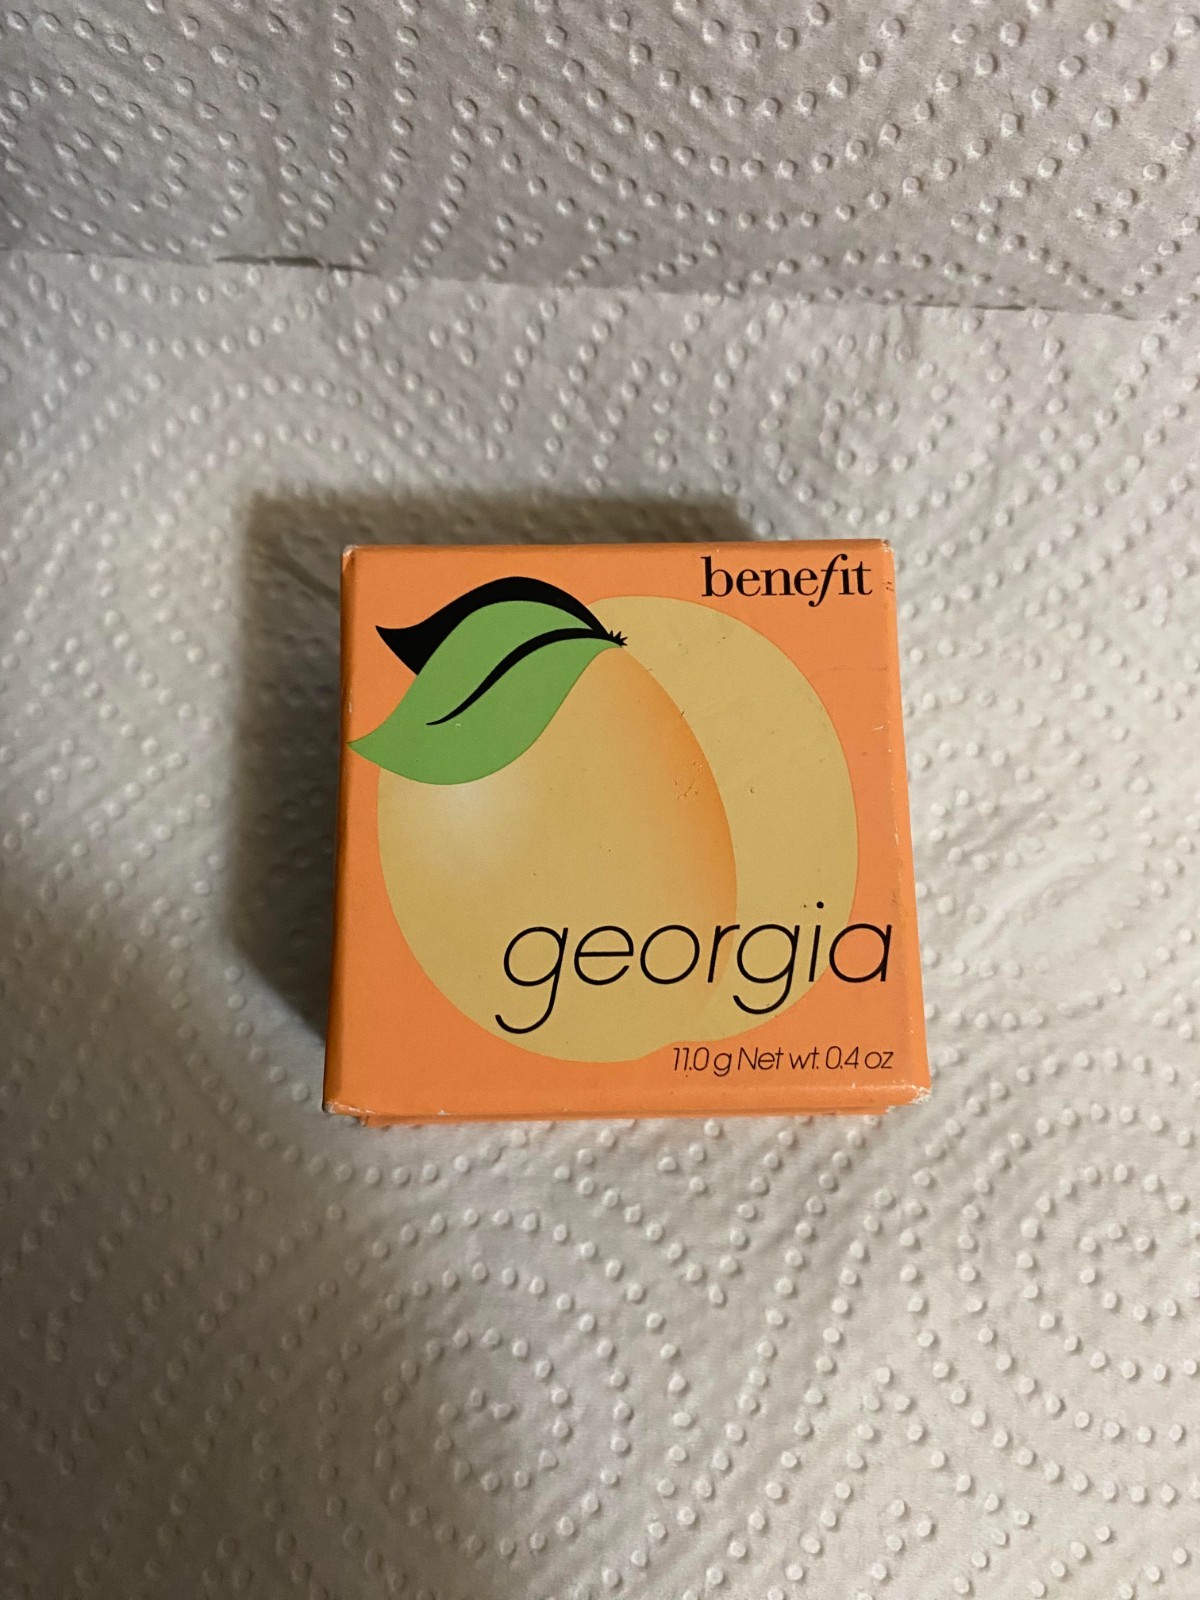 benefit
georgia
11.0 g Net wt. 0.4 oz